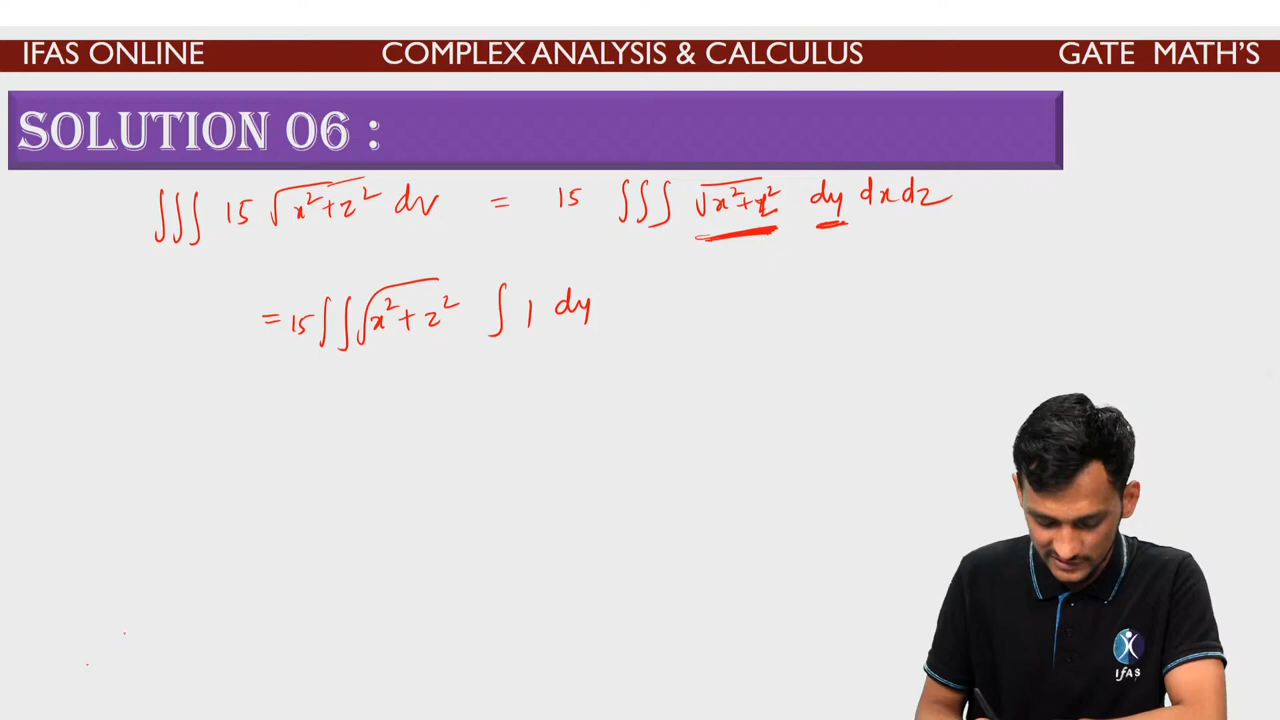 IFAS ONLINE COMPLEX ANALYSIS & CALCULUS GATE MATH'S
SOLUTION 06 :
∭ 15 √x²+z² dv = 15 ∭ √x²+z² dy dx dz
= 15 ∫∫ √x²+z² ∫ 1 dy
IFAS